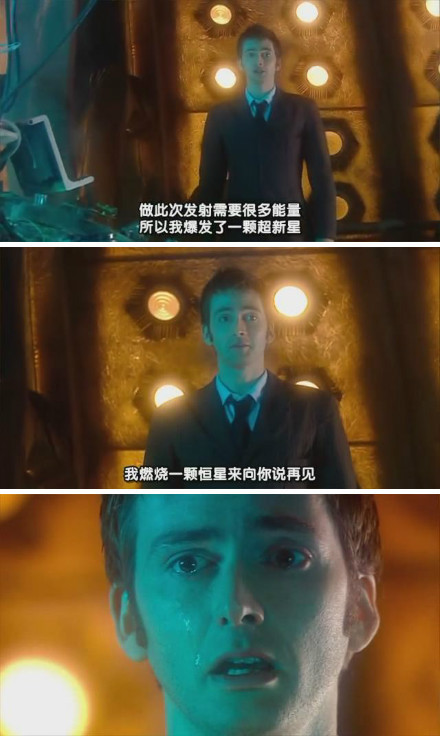 做此次发射需要很多能量
所以我爆发了一颗超新星
我燃烧一颗恒星来向你说再见